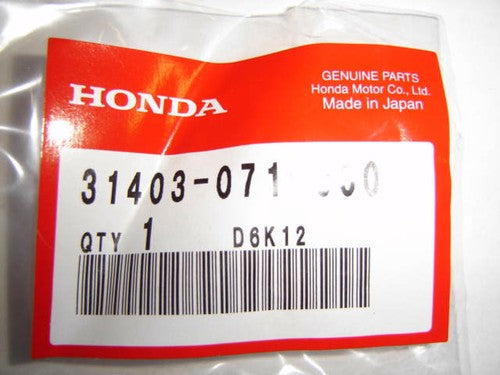 HONDA
GENUINE PARTS
Honda Motor Co., Ltd.
Made in Japan
31403-071
QTY 1 D6K12